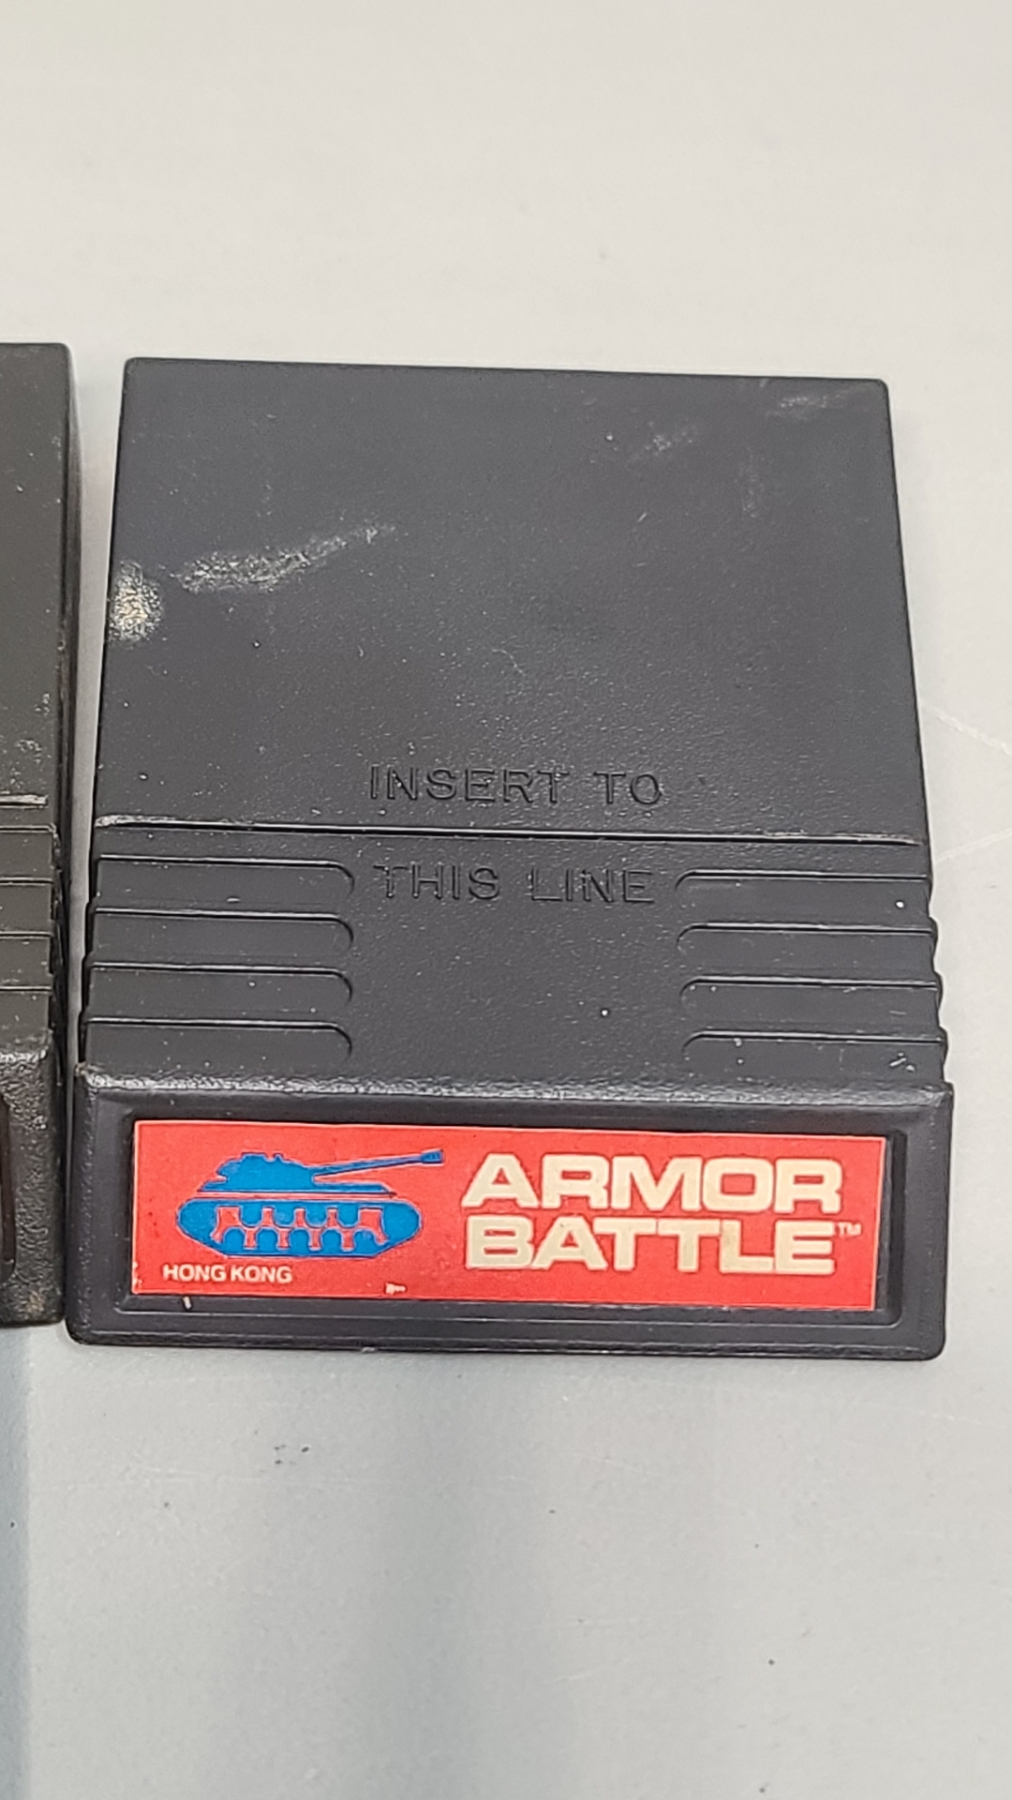 INSERT TO
THIS LINE
ARMOR
BATTLE™
HONG KONG